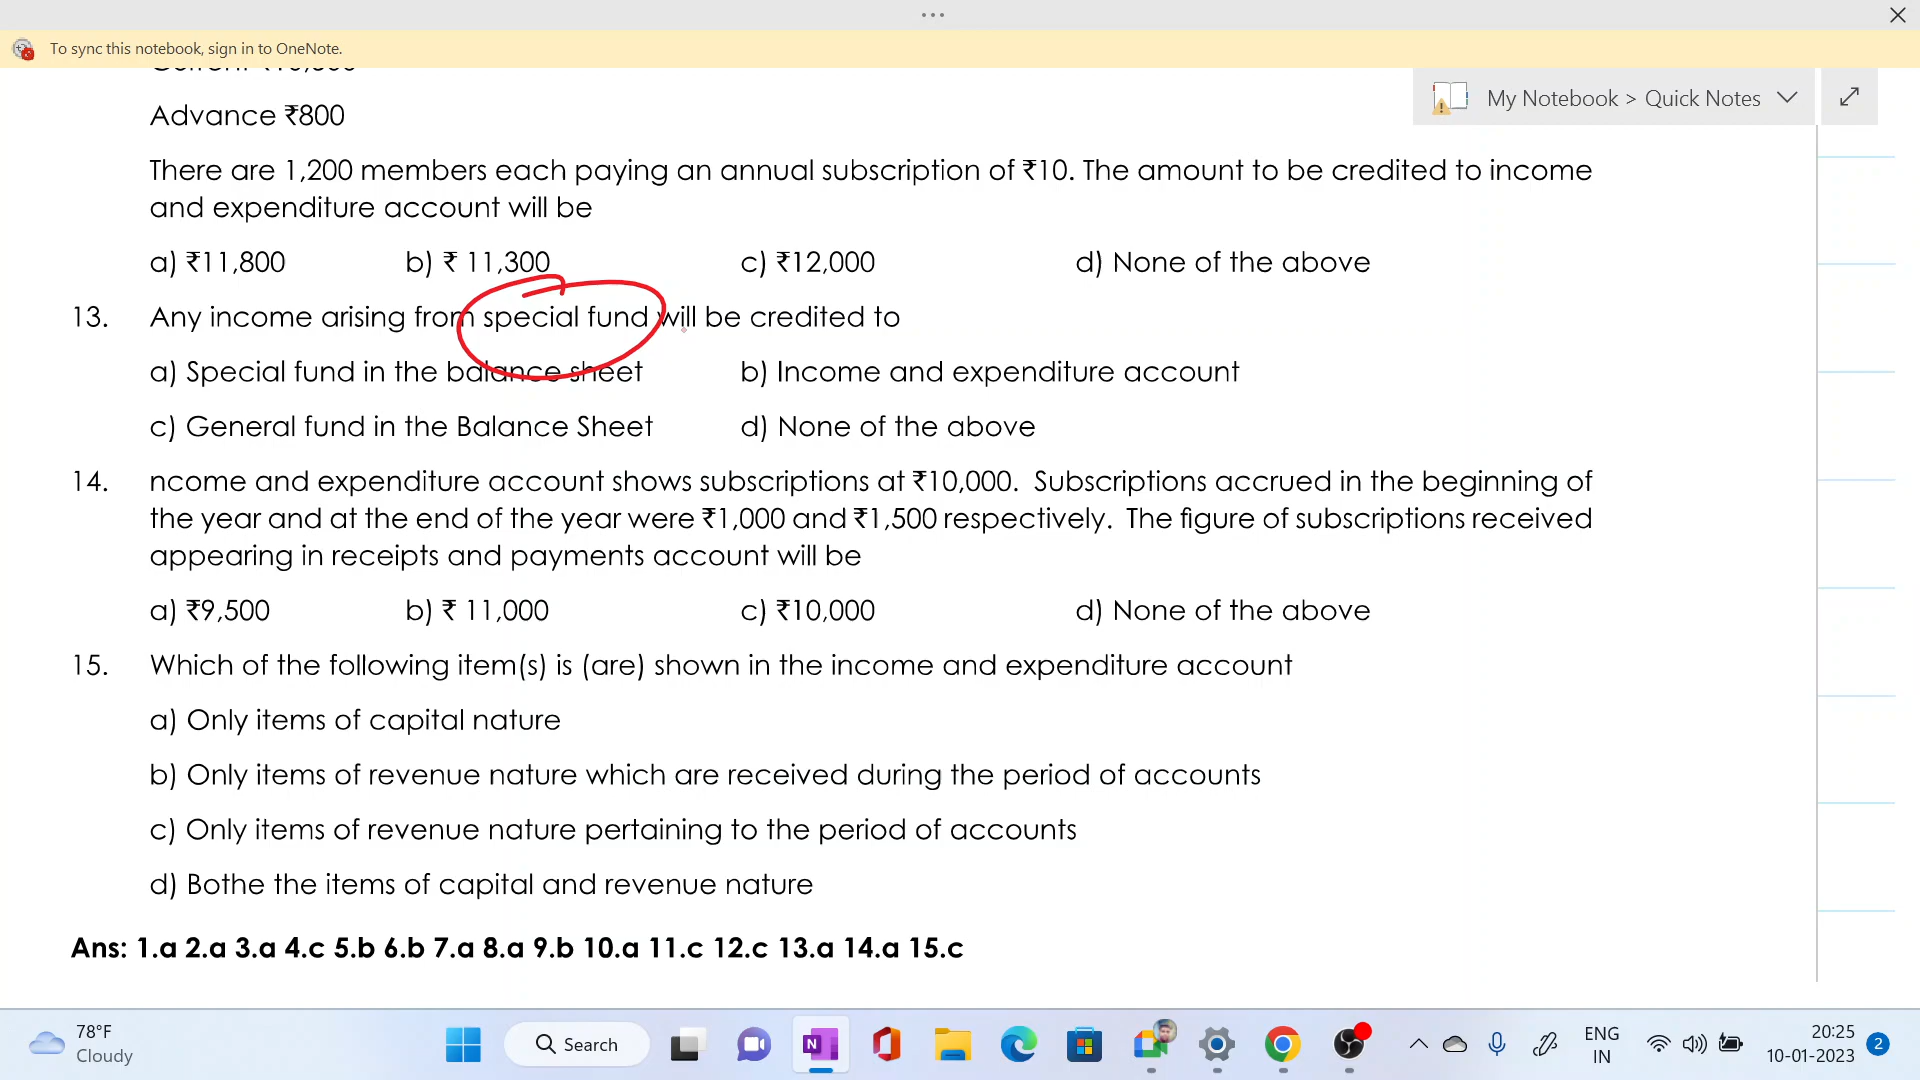 To sync this notebook, sign in to OneNote.
My Notebook > Quick Notes
Advance ₹800
There are 1,200 members each paying an annual subscription of ₹10. The amount to be credited to income
and expenditure account will be
a) ₹11,800 b) ₹ 11,300 c) ₹12,000 d) None of the above
13. Any income arising from special fund will be credited to
a) Special fund in the balance sheet b) Income and expenditure account
c) General fund in the Balance Sheet d) None of the above
14. ncome and expenditure account shows subscriptions at ₹10,000. Subscriptions accrued in the beginning of
the year and at the end of the year were ₹1,000 and ₹1,500 respectively. The figure of subscriptions received
appearing in receipts and payments account will be
a) ₹9,500 b) ₹ 11,000 c) ₹10,000 d) None of the above
15. Which of the following item(s) is (are) shown in the income and expenditure account
a) Only items of capital nature
b) Only items of revenue nature which are received during the period of accounts
c) Only items of revenue nature pertaining to the period of accounts
d) Bothe the items of capital and revenue nature
Ans: 1.a 2.a 3.a 4.c 5.b 6.b 7.a 8.a 9.b 10.a 11.c 12.c 13.a 14.a 15.c
78°F
Cloudy
Search
N
ENG
IN
20:25
10-01-2023
2